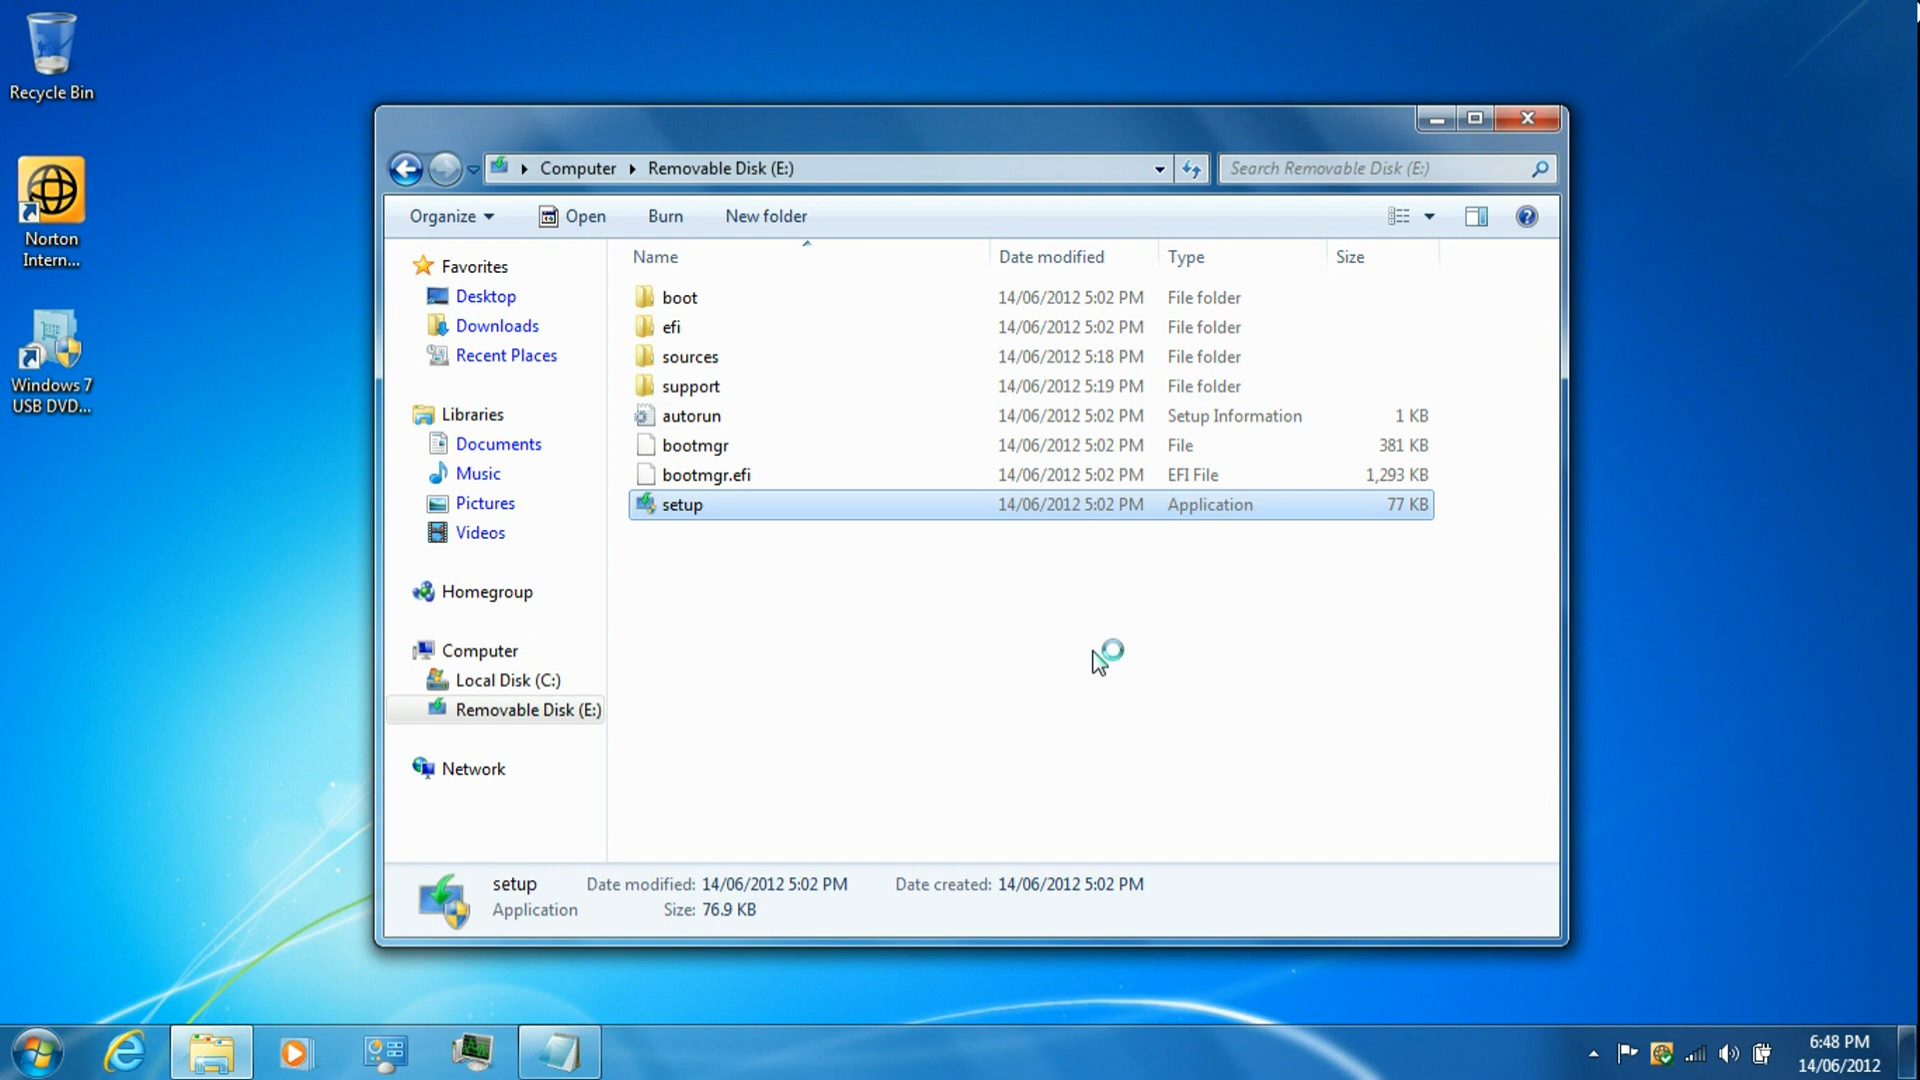 Recycle Bin
Norton
Intern...
Windows 7
USB DVD...
Computer
Removable Disk (E:)
Search Removable Disk (E:)
Organize
Open
Burn
New folder
Favorites
Desktop
Downloads
Recent Places
Libraries
Documents
Music
Pictures
Videos
Homegroup
Computer
Local Disk (C:)
Removable Disk (E:)
Network
Name Date modified Type Size
boot 14/06/2012 5:02 PM File folder
efi 14/06/2012 5:02 PM File folder
sources 14/06/2012 5:18 PM File folder
support 14/06/2012 5:19 PM File folder
autorun 14/06/2012 5:02 PM Setup Information 1 KB
bootmgr 14/06/2012 5:02 PM File 381 KB
bootmgr.efi 14/06/2012 5:02 PM EFI File 1,293 KB
setup 14/06/2012 5:02 PM Application 77 KB
setup Date modified: 14/06/2012 5:02 PM Date created: 14/06/2012 5:02 PM
Application Size: 76.9 KB
6:48 PM
14/06/2012